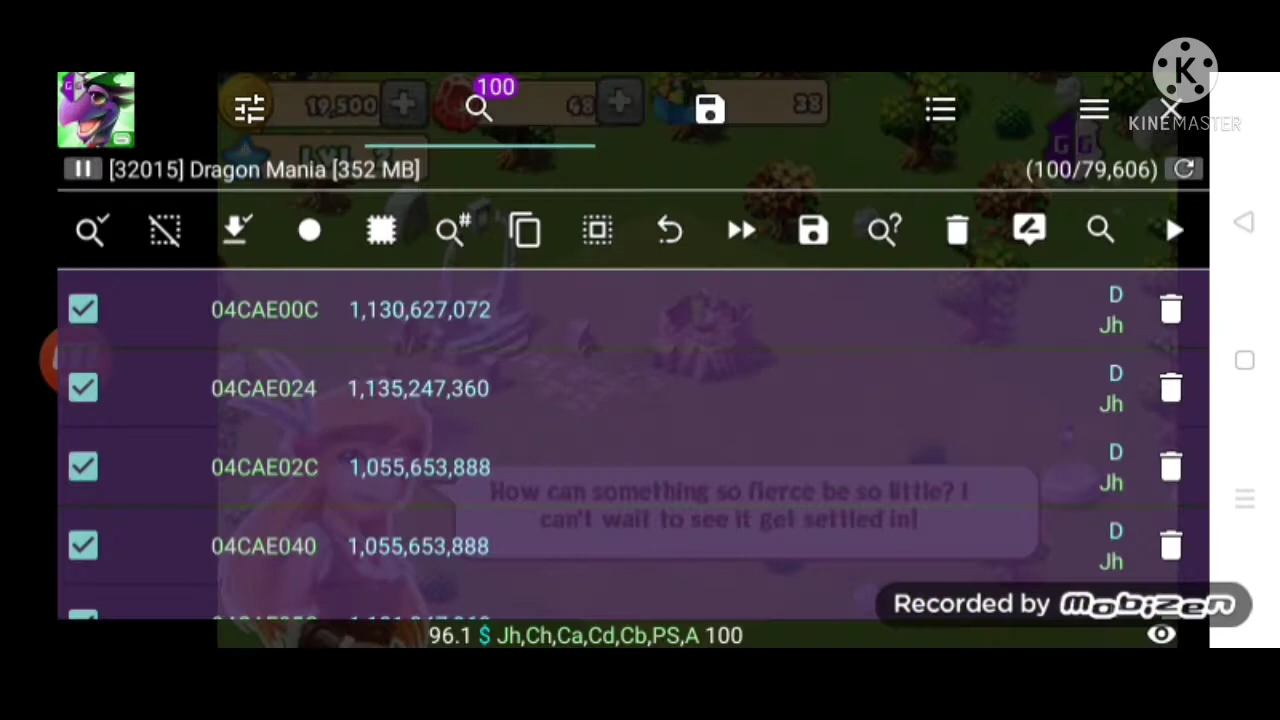 100
19,500
48
38
KINEMASTER
[32015] Dragon Mania [352 MB]
(100/79,606)
04CAE00C 1,130,627,072 D
Jh
04CAE024 1,135,247,360 D
Jh
04CAE02C 1,055,653,888 D
Jh
How can something so fierce be so little? I
can't wait to see it get settled in!
04CAE040 1,055,653,888 D
Jh
Recorded by mobizen
96.1 $ Jh,Ch,Ca,Cd,Cb,PS,A 100